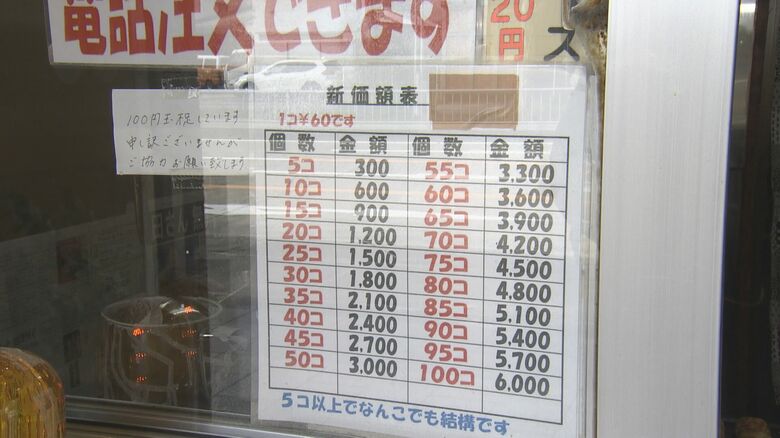 電話注文できます
20
円
ス
100円玉不足しています
申し訳ございませんが
ご協力お願い致します
新価額表
1コ¥60です
個数 金額 個数 金額
5コ 300 55コ 3,300
10コ 600 60コ 3,600
15コ 900 65コ 3,900
20コ 1,200 70コ 4,200
25コ 1,500 75コ 4,500
30コ 1,800 80コ 4,800
35コ 2,100 85コ 5,100
40コ 2,400 90コ 5,400
45コ 2,700 95コ 5,700
50コ 3,000 100コ 6,000
5コ以上でなんこでも結構です